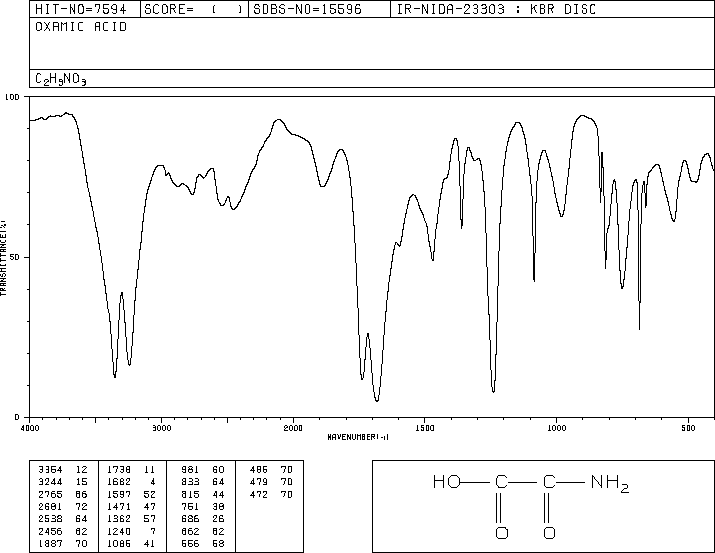 HIT-NO=7594 SCORE= ( ) SDBS-NO=15596 IR-NIDA-23303 : KBR DISC
OXAMIC ACID
C₂H₃NO₃
100
50
0
TRANSMITTANCE(%)
4000 3000 2000 1500 1000 500
WAVENUMBER(-1)
3354 12 1738 11 981 60 486 70
3244 15 1682 4 833 64 479 70
2765 66 1597 52 815 44 472 70
2681 72 1471 47 751 38
2538 64 1362 57 686 26
2456 62 1240 7 662 62
1887 70 1086 41 556 58
HO—C—C—NH₂
O O